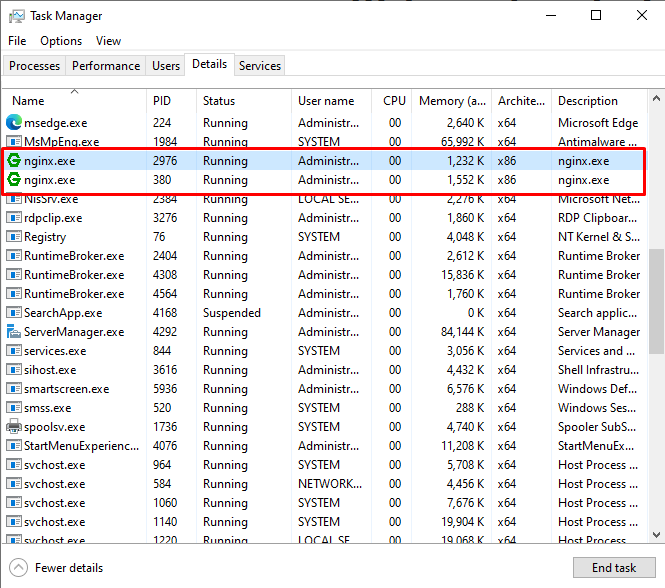 Task Manager
File Options View
Processes Performance Users Details Services
Name PID Status User name CPU Memory (a... Archite... Description
msedge.exe 224 Running Administr... 00 2,640 K x64 Microsoft Edge
MsMpEng.exe 1984 Running SYSTEM 00 65,992 K x64 Antimalware ...
nginx.exe 2976 Running Administr... 00 1,232 K x86 nginx.exe
nginx.exe 380 Running Administr... 00 1,552 K x86 nginx.exe
NisSrv.exe 2384 Running LOCAL SE... 00 2,276 K x64 Microsoft Net...
rdpclip.exe 3276 Running Administr... 00 1,860 K x64 RDP Clipboar...
Registry 76 Running SYSTEM 00 4,048 K x64 NT Kernel & S...
RuntimeBroker.exe 2404 Running Administr... 00 2,612 K x64 Runtime Broker
RuntimeBroker.exe 4308 Running Administr... 00 15,836 K x64 Runtime Broker
RuntimeBroker.exe 4564 Running Administr... 00 1,760 K x64 Runtime Broker
SearchApp.exe 4168 Suspended Administr... 00 0 K x64 Search applic...
ServerManager.exe 4292 Running Administr... 00 84,144 K x64 Server Manager
services.exe 844 Running SYSTEM 00 3,056 K x64 Services and ...
sihost.exe 3616 Running Administr... 00 4,432 K x64 Shell Infrastru...
smartscreen.exe 5936 Running Administr... 00 6,576 K x64 Windows Def...
smss.exe 520 Running SYSTEM 00 288 K x64 Windows Ses...
spoolsv.exe 1736 Running SYSTEM 00 4,740 K x64 Spooler SubS...
StartMenuExperienc... 4076 Running Administr... 00 11,208 K x64 StartMenuEx...
svchost.exe 964 Running SYSTEM 00 5,708 K x64 Host Process ...
svchost.exe 584 Running NETWORK... 00 4,456 K x64 Host Process ...
svchost.exe 1060 Running SYSTEM 00 7,676 K x64 Host Process ...
svchost.exe 1140 Running SYSTEM 00 19,904 K x64 Host Process ...
svchost.exe 1220 Running LOCAL SE... 00 19,068 K x64 Host Process ...
Fewer details End task